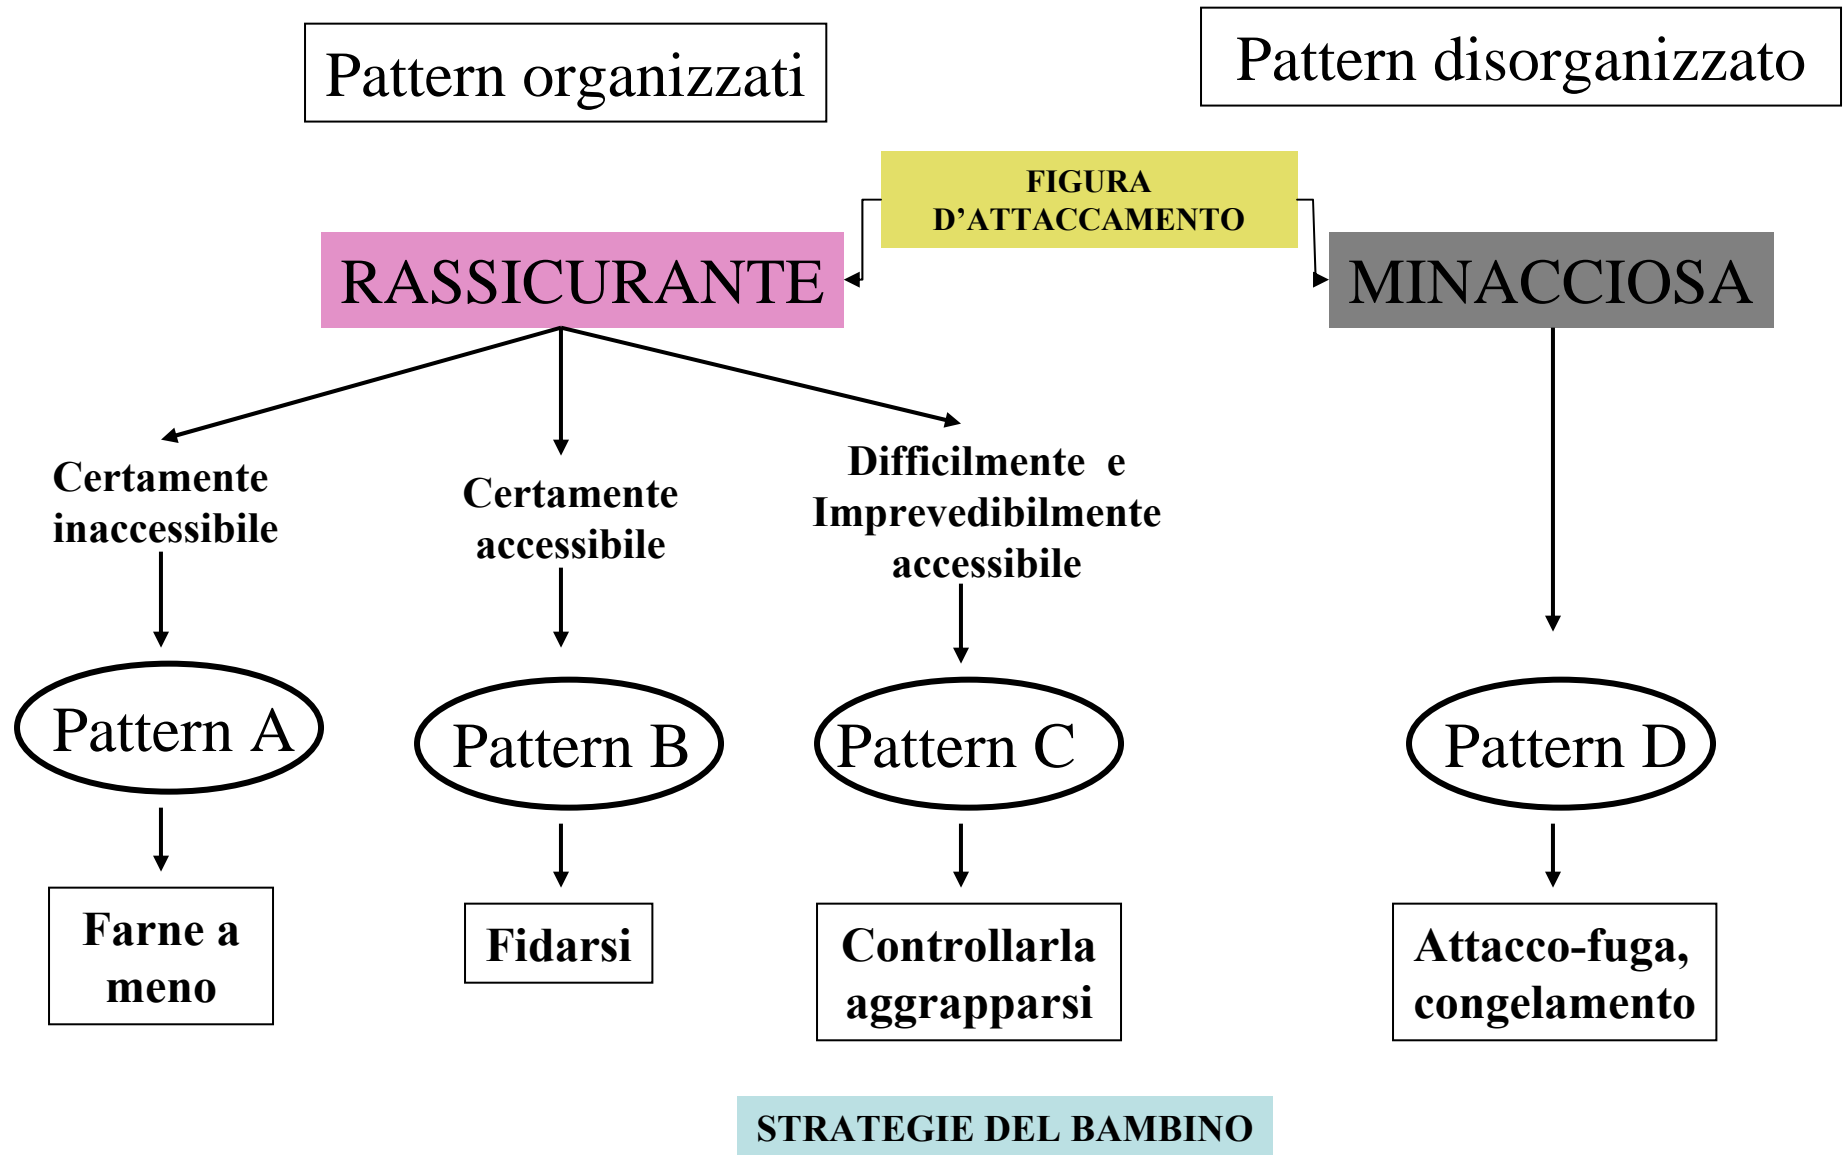 Pattern organizzati
Pattern disorganizzato
FIGURA
D’ATTACCAMENTO
RASSICURANTE
MINACCIOSA
Certamente
inaccessibile
Certamente
accessibile
Difficilmente e
Imprevedibilmente
accessibile
Pattern A
Pattern B
Pattern C
Pattern D
Farne a
meno
Fidarsi
Controllarla
aggrapparsi
Attacco-fuga,
congelamento
STRATEGIE DEL BAMBINO